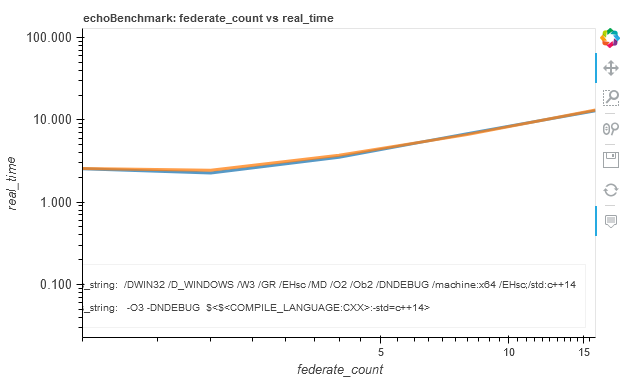 echoBenchmark: federate_count vs real_time
100.000
10.000
1.000
0.100
real_time
_string: /DWIN32 /D_WINDOWS /W3 /GR /EHsc /MD /O2 /Ob2 /DNDEBUG /machine:x64 /EHsc;/std:c++14
_string: -O3 -DNDEBUG $<$<COMPILE_LANGUAGE:CXX>:-std=c++14>
5 10 15
federate_count